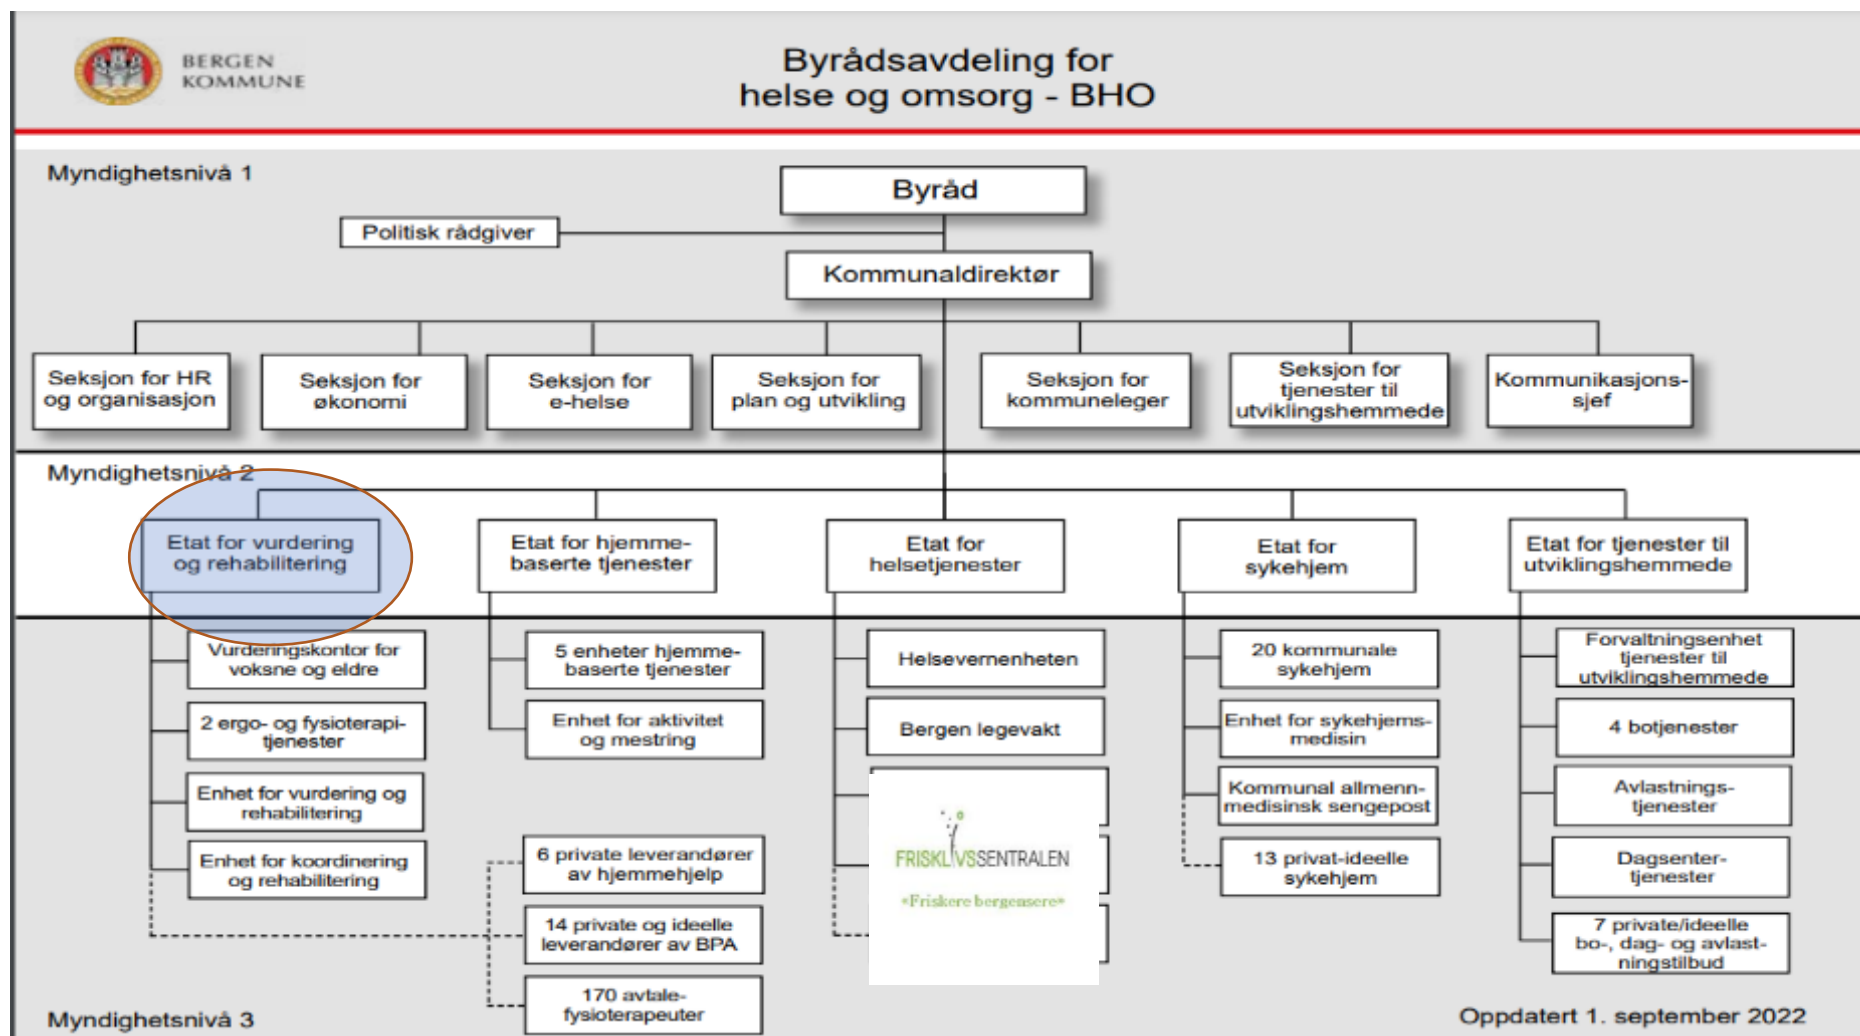 BERGEN
KOMMUNE
Byrådsavdeling for
helse og omsorg - BHO
Myndighetsnivå 1
Byråd
Politisk rådgiver
Kommunaldirektør
Seksjon for HR
og organisasjon
Seksjon for
økonomi
Seksjon for
e-helse
Seksjon for
plan og utvikling
Seksjon for
kommuneleger
Seksjon for
tjenester til
utviklingshemmede
Kommunikasjons-
sjef
Myndighetsnivå 2
Etat for vurdering
og rehabilitering
Etat for hjemme-
baserte tjenester
Etat for
helsetjenester
Etat for
sykehjem
Etat for tjenester til
utviklingshemmede
Vurderingskontor for
voksne og eldre
2 ergo- og fysioterapi-
tjenester
Enhet for vurdering og
rehabilitering
Enhet for koordinering
og rehabilitering
5 enheter hjemme-
baserte tjenester
Enhet for aktivitet
og mestring
6 private leverandører
av hjemmehjelp
14 private og ideelle
leverandører av BPA
170 avtale-
fysioterapeuter
Helsevernenheten
Bergen legevakt
FRISKLIVSSENTRALEN
«Friskere bergensere»
20 kommunale
sykehjem
Enhet for sykehjems-
medisin
Kommunal allmenn-
medisinsk sengepost
13 privat-ideelle
sykehjem
Forvaltningsenhet
tjenester til
utviklingshemmede
4 botjenester
Avlastnings-
tjenester
Dagsenter-
tjenester
7 private/ideelle
bo-, dag- og avlast-
ningstilbud
Myndighetsnivå 3
Oppdatert 1. september 2022